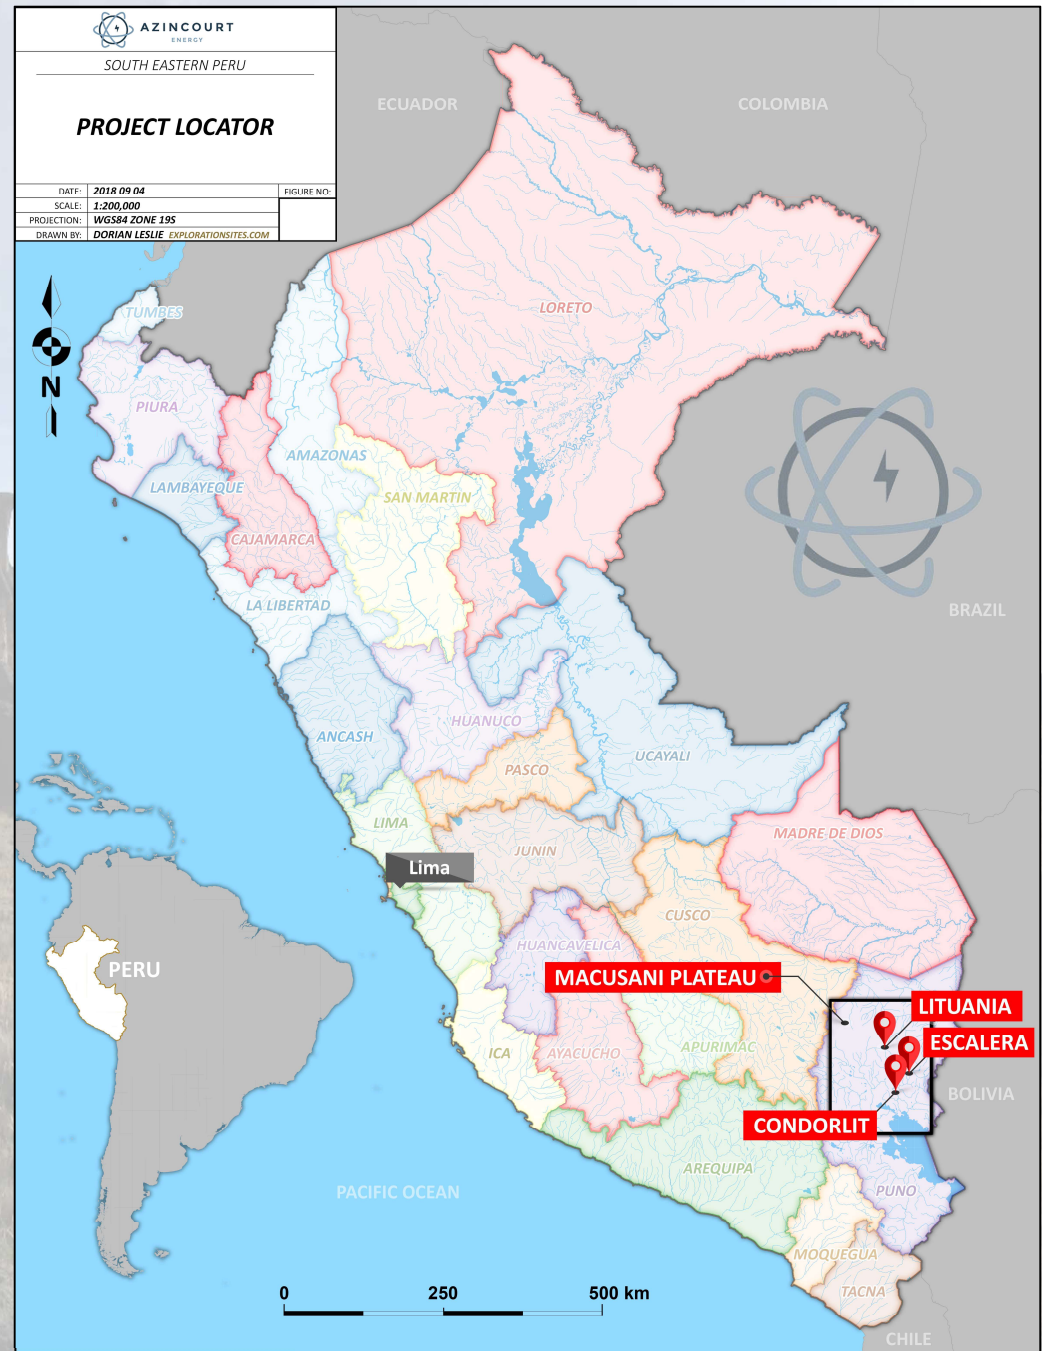 AZINCOURT
ENERGY
SOUTH EASTERN PERU
PROJECT LOCATOR
DATE: 2018 09 04 FIGURE NO:
SCALE: 1:200,000
PROJECTION: WGS84 ZONE 19S
DRAWN BY: DORIAN LESLIE EXPLORATIONSITES.COM
ECUADOR
COLOMBIA
TUMBES
LORETO
N
PIURA
AMAZONAS
LAMBAYEQUE
SAN MARTIN
CAJAMARCA
LA LIBERTAD
BRAZIL
HUANUCO
ANCASH
UCAYALI
PASCO
LIMA
MADRE DE DIOS
JUNIN
Lima
CUSCO
HUANCAVELICA
PERU
MACUSANI PLATEAU
LITUANIA
ESCALERA
ICA
AYACUCHO
APURIMAC
BOLIVIA
CONDORLIT
AREQUIPA
PACIFIC OCEAN
PUNO
MOQUEGUA
TACNA
0 250 500 km
CHILE